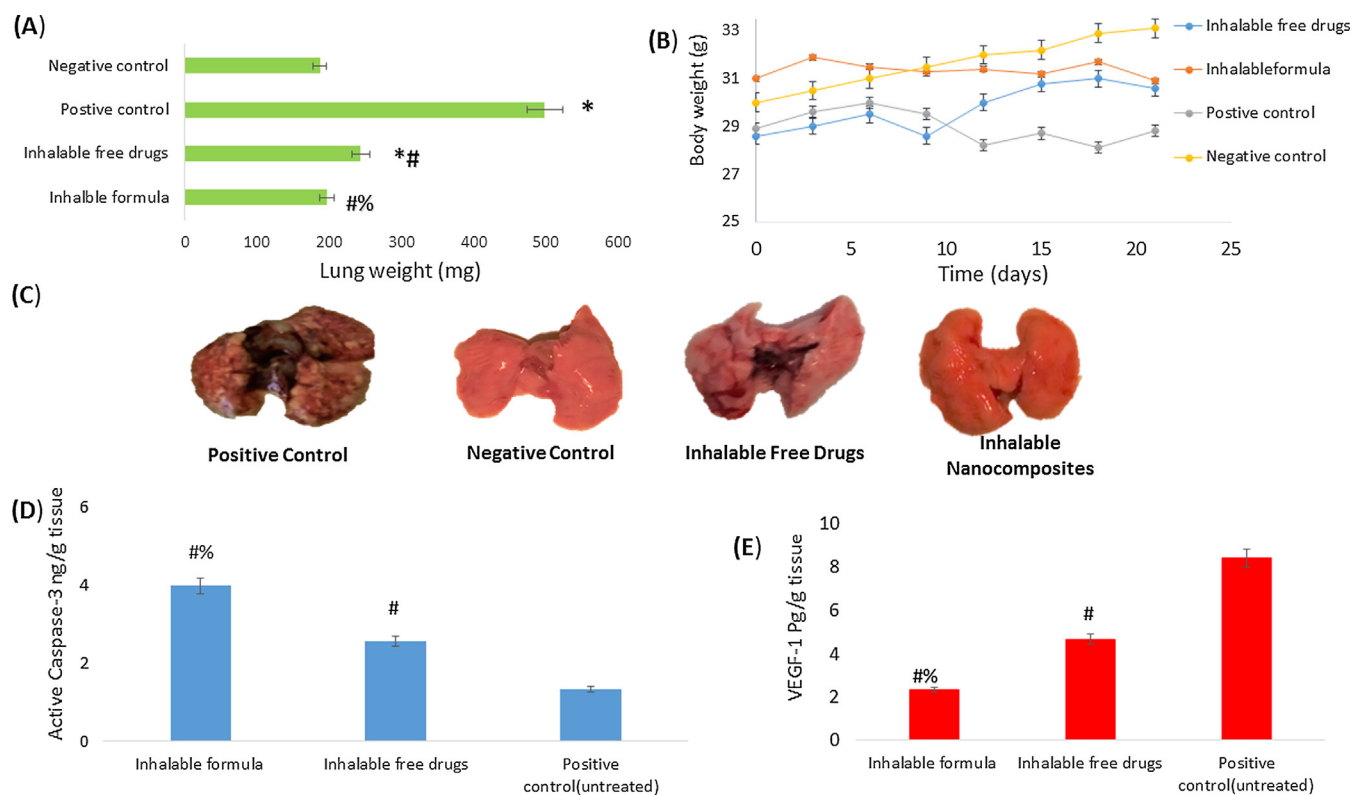 (A)
Negative control
Postive control
*
Inhalable free drugs
*#
Inhalble formula
#%
0 100 200 300 400 500 600
Lung weight (mg)
(B)
Body weight (g)
33
31
29
27
25
0 5 10 15 20 25
Time (days)
Inhalable free drugs
Inhalableformula
Postive control
Negative control
(C)
Positive Control
Negative Control
Inhalable Free Drugs
Inhalable
Nanocomposites
(D)
Active Caspase-3 ng/g tissue
6
4
2
0
#%
#
Inhalable formula
Inhalable free drugs
Positive
control(untreated)
(E)
VEGF-1 Pg/g tissue
10
8
6
4
2
0
#%
#
Inhalable formula
Inhalable free drugs
Positive
control(untreated)